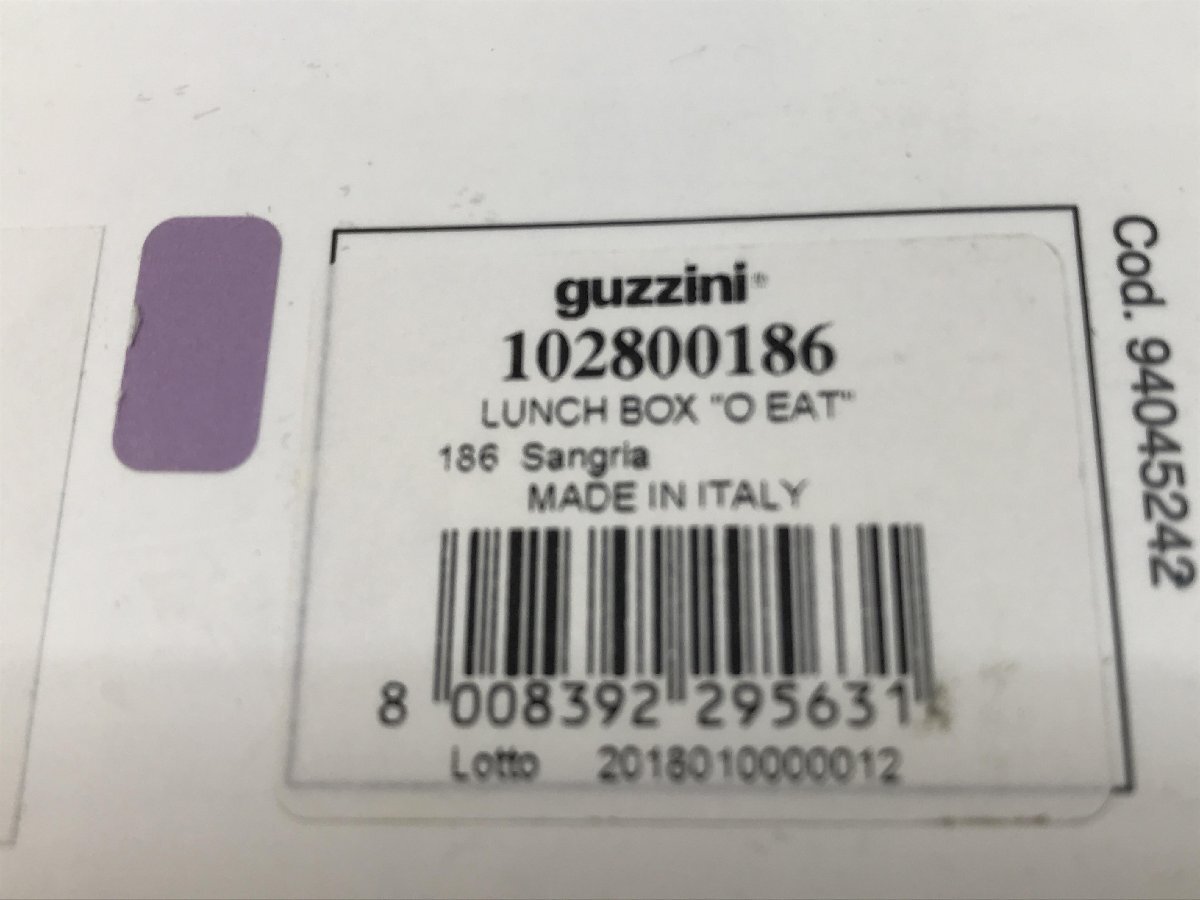 guzzini®
102800186
LUNCH BOX "O EAT"
186 Sangria
MADE IN ITALY
8 008392 295631
Lotto 2018010000012
Cod. 94045242